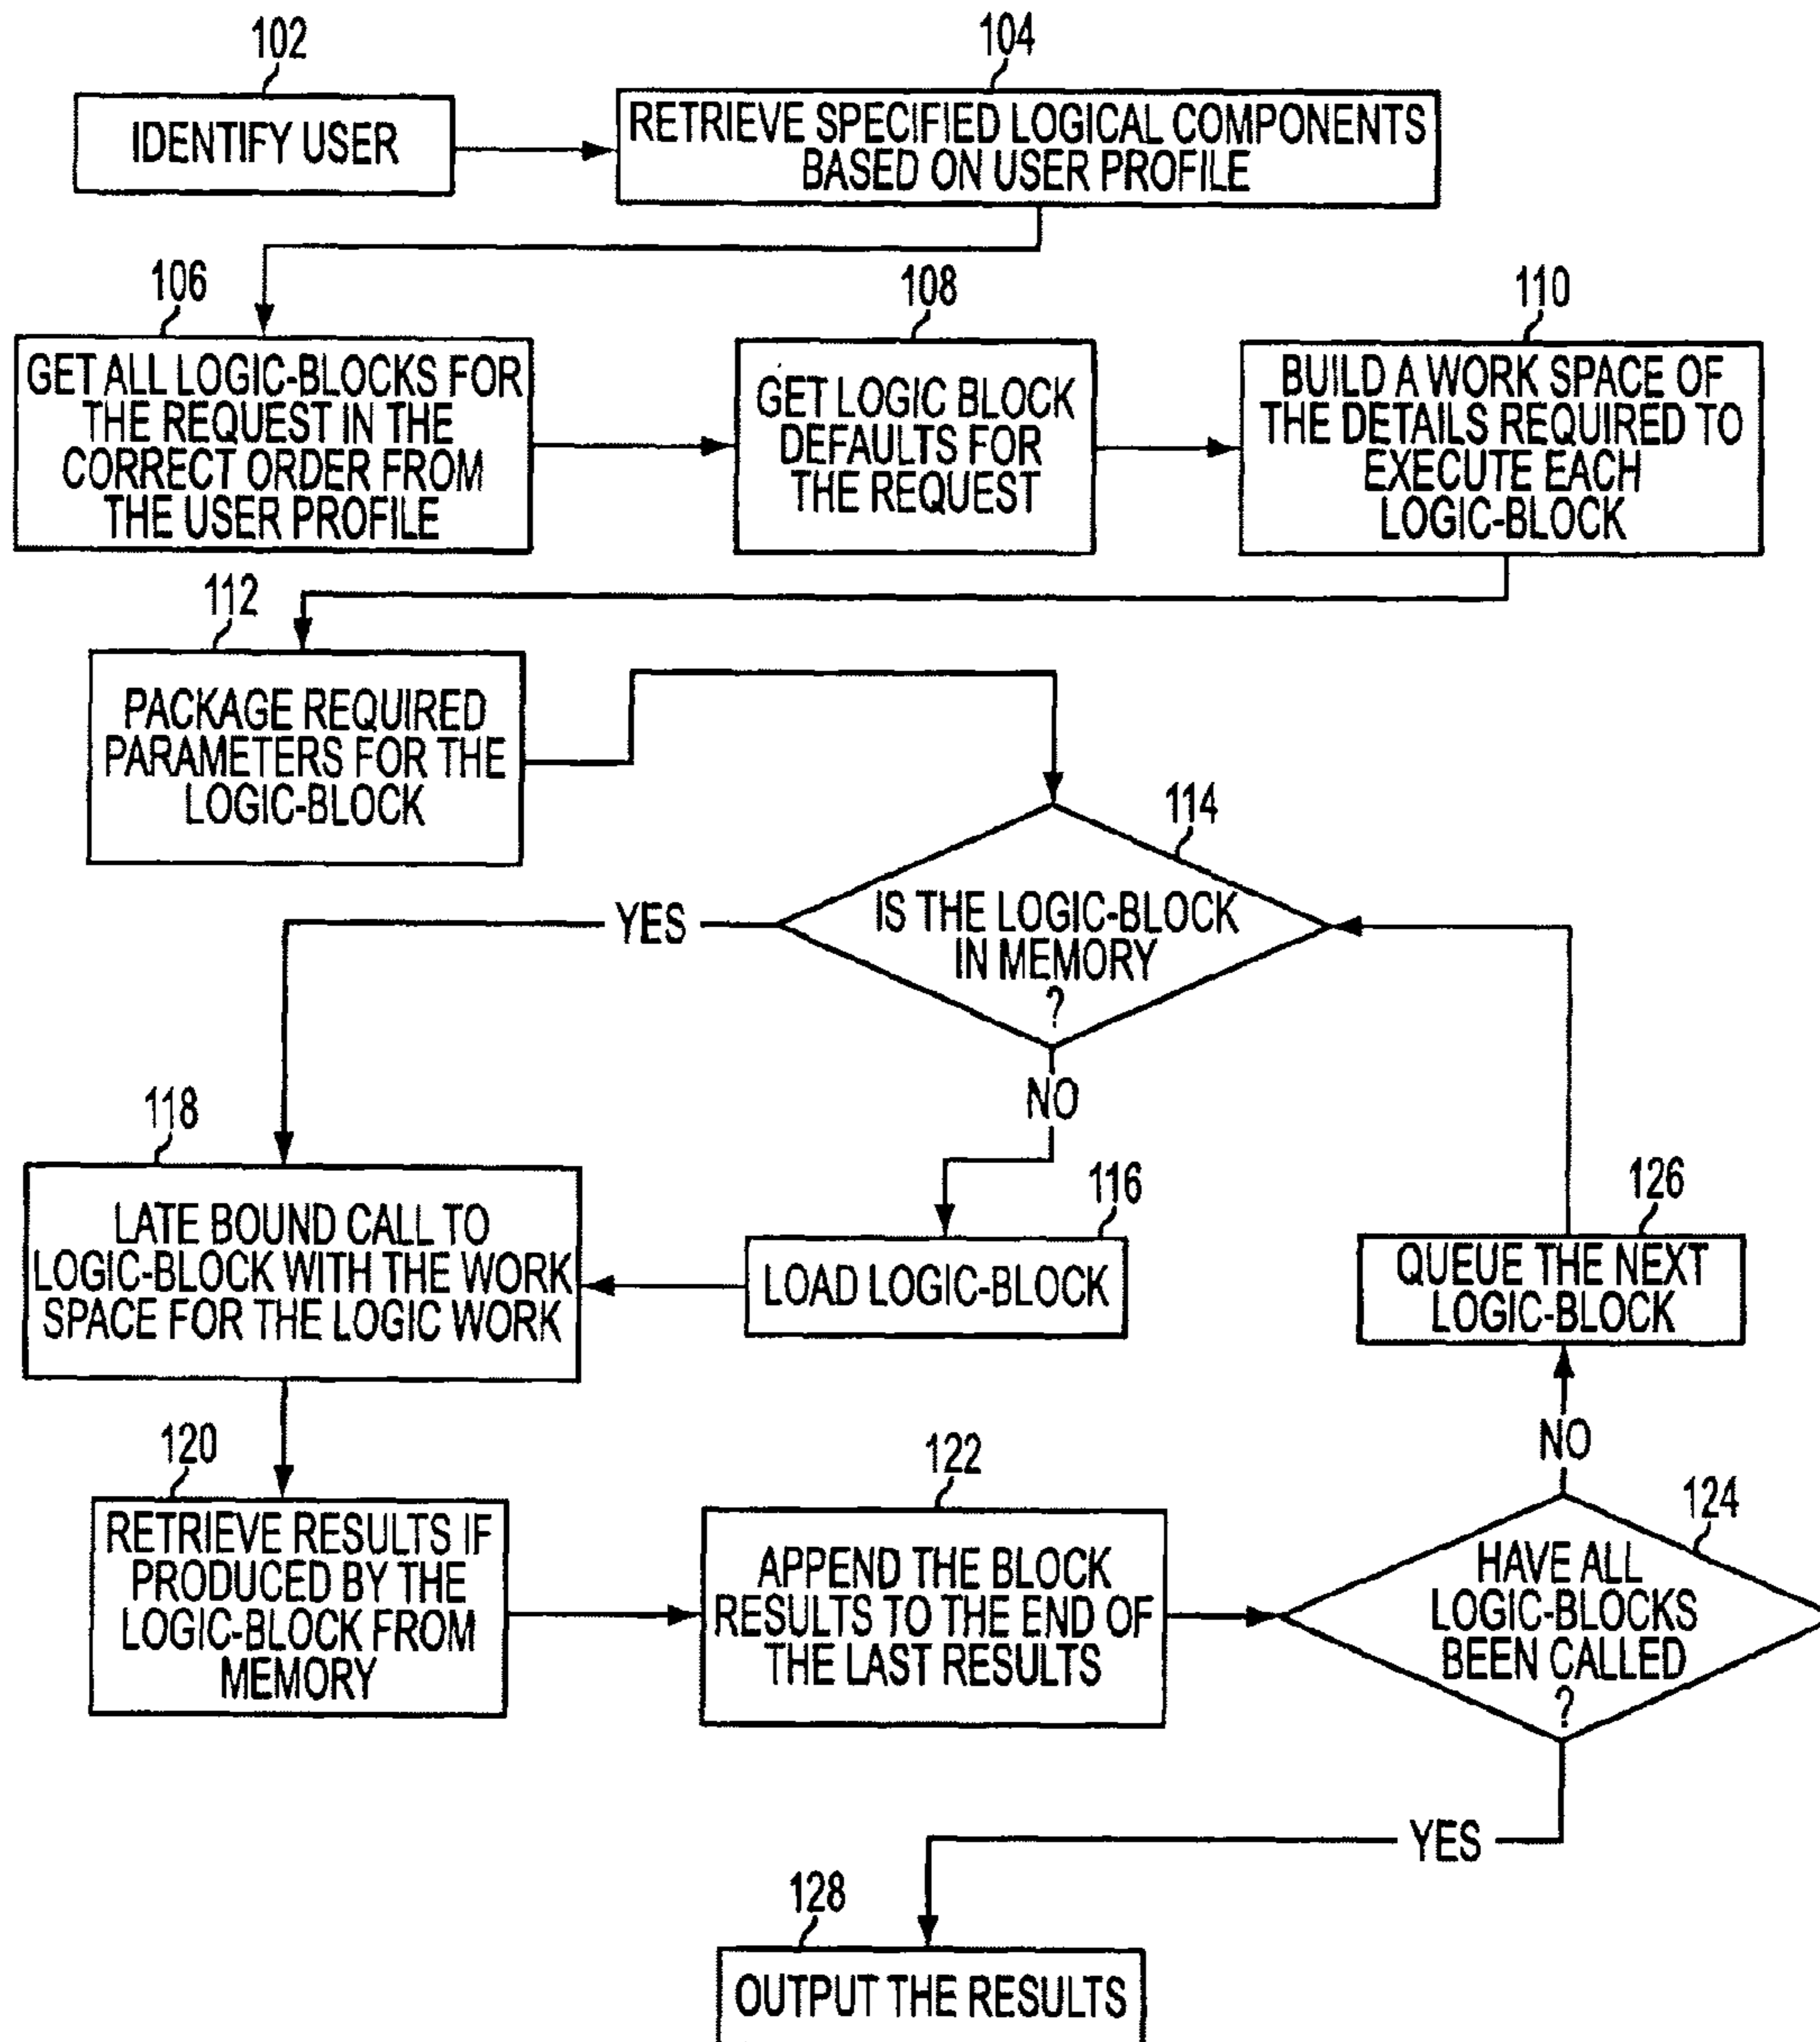 102
IDENTIFY USER
104
RETRIEVE SPECIFIED LOGICAL COMPONENTS
BASED ON USER PROFILE
106
GET ALL LOGIC-BLOCKS FOR
THE REQUEST IN THE
CORRECT ORDER FROM
THE USER PROFILE
108
GET LOGIC BLOCK
DEFAULTS FOR
THE REQUEST
110
BUILD A WORK SPACE OF
THE DETAILS REQUIRED TO
EXECUTE EACH
LOGIC-BLOCK
112
PACKAGE REQUIRED
PARAMETERS FOR THE
LOGIC-BLOCK
114
IS THE LOGIC-BLOCK
IN MEMORY
?
YES
NO
116
LOAD LOGIC-BLOCK
118
LATE BOUND CALL TO
LOGIC-BLOCK WITH THE WORK
SPACE FOR THE LOGIC WORK
126
QUEUE THE NEXT
LOGIC-BLOCK
120
RETRIEVE RESULTS IF
PRODUCED BY THE
LOGIC-BLOCK FROM
MEMORY
122
APPEND THE BLOCK
RESULTS TO THE END OF
THE LAST RESULTS
NO
124
HAVE ALL
LOGIC-BLOCKS
BEEN CALLED
?
YES
128
OUTPUT THE RESULTS